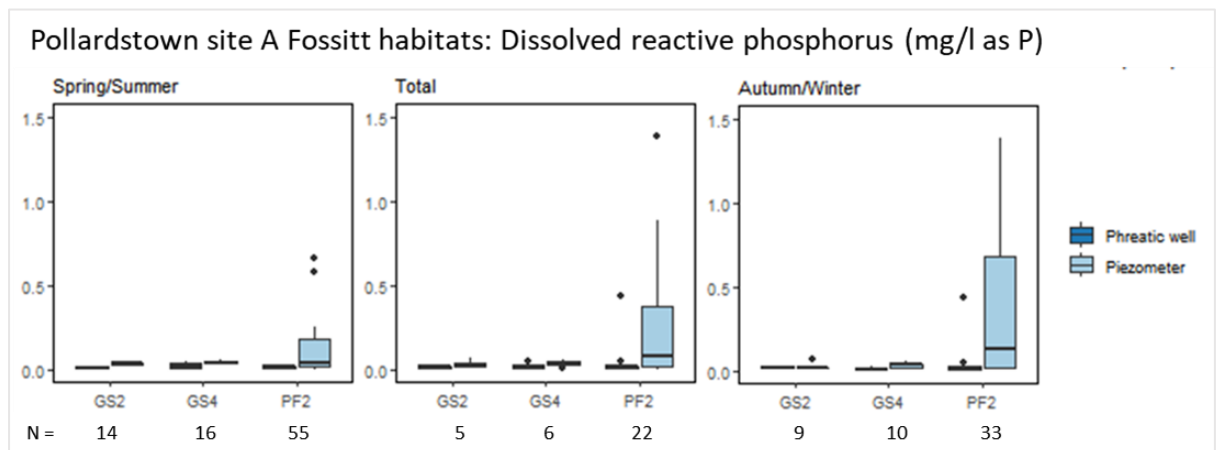 Pollardstown site A Fossitt habitats: Dissolved reactive phosphorus (mg/l as P)
Spring/Summer
1.5
1.0
0.5
0.0
GS2 GS4 PF2
Total
1.5
1.0
0.5
0.0
GS2 GS4 PF2
Autumn/Winter
1.5
1.0
0.5
0.0
GS2 GS4 PF2
Phreatic well
Piezometer
N = 14 16 55 5 6 22 9 10 33